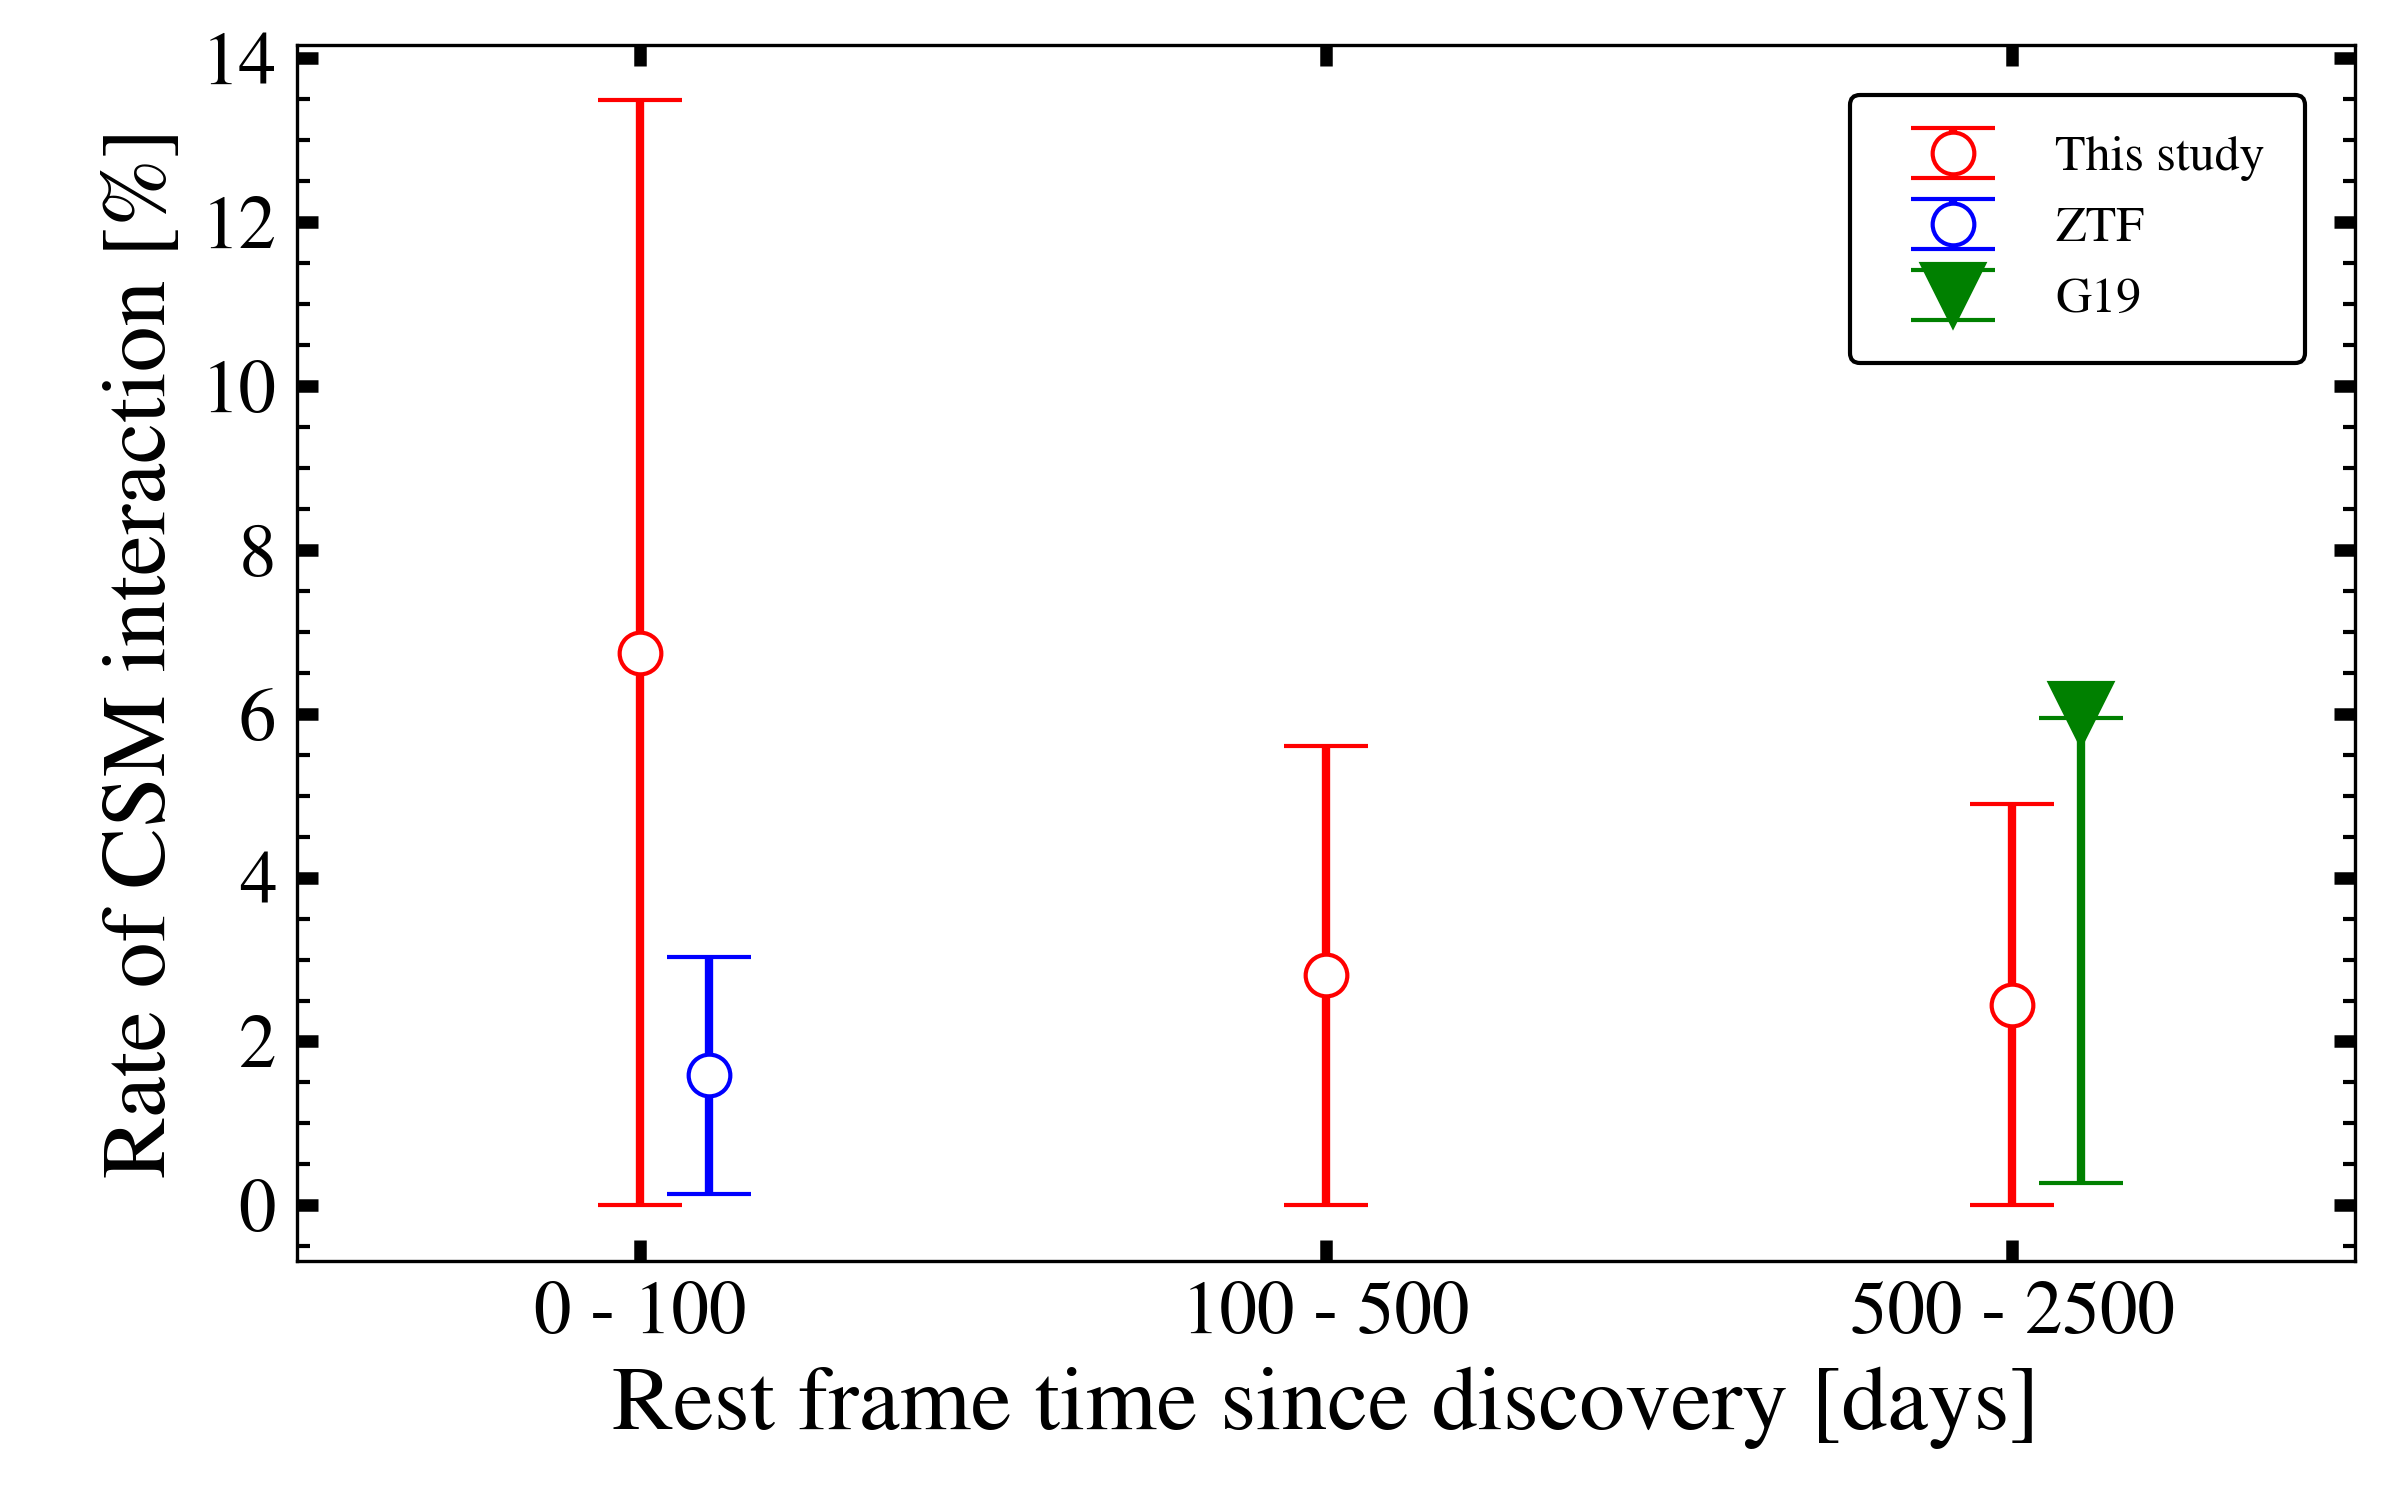 Rate of CSM interaction [%]
14
12
10
8
6
4
2
0
This study
ZTF
G19
0 - 100
100 - 500
500 - 2500
Rest frame time since discovery [days]